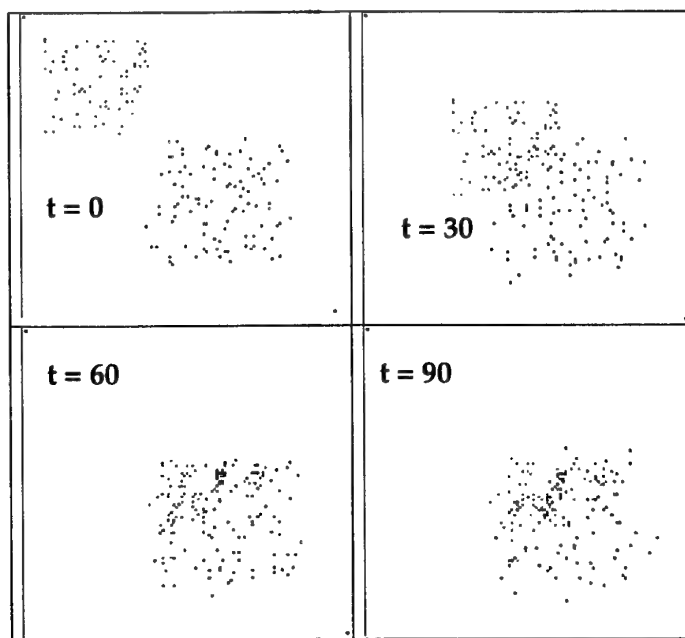 t = 0
t = 30
t = 60
t = 90